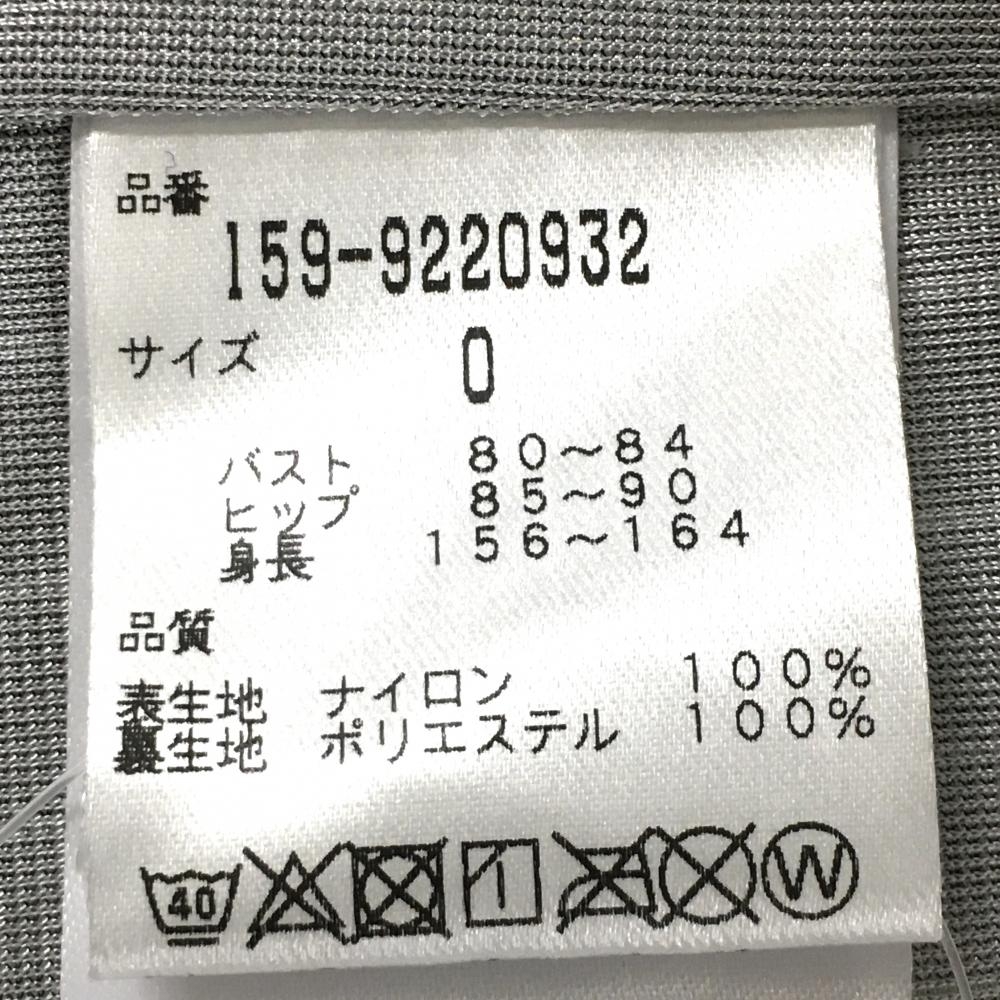 品番
159-9220932
サイズ 0
バスト 80～84
ヒップ 85～90
身長 156～164
品質
表生地 ナイロン 100%
裏生地 ポリエステル 100%
40 W